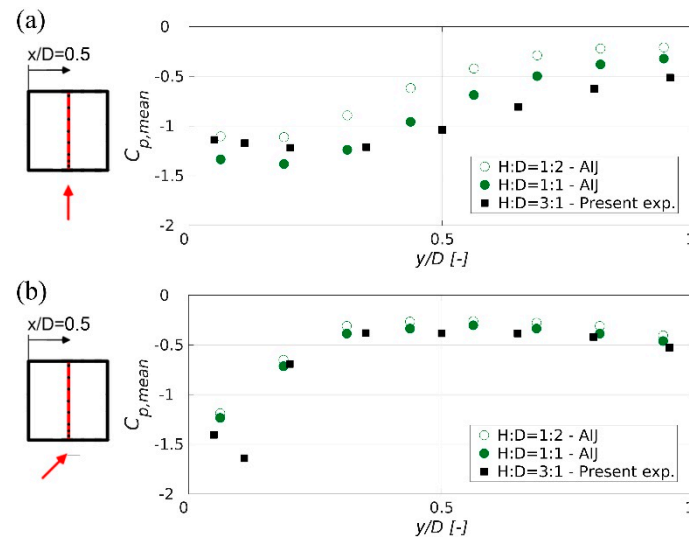 (a)
x/D=0.5
0
-0.5
-1
-1.5
-2
C_p,mean
H:D=1:2 - AIJ
H:D=1:1 - AIJ
H:D=3:1 - Present exp.
0
0.5
1
y/D [-]
(b)
x/D=0.5
0
-0.5
-1
-1.5
-2
C_p,mean
H:D=1:2 - AIJ
H:D=1:1 - AIJ
H:D=3:1 - Present exp.
0
0.5
1
y/D [-]